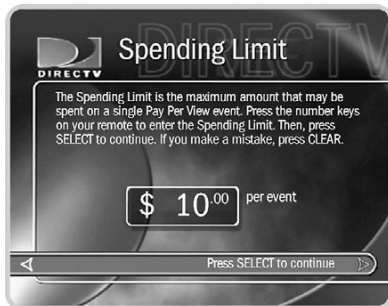 DIRECTV
Spending Limit
DIRECTV
The Spending Limit is the maximum amount that may be
spent on a single Pay Per View event. Press the number keys
on your remote to enter the Spending Limit. Then, press
SELECT to continue. If you make a mistake, press CLEAR.
$ 10.00 per event
Press SELECT to continue